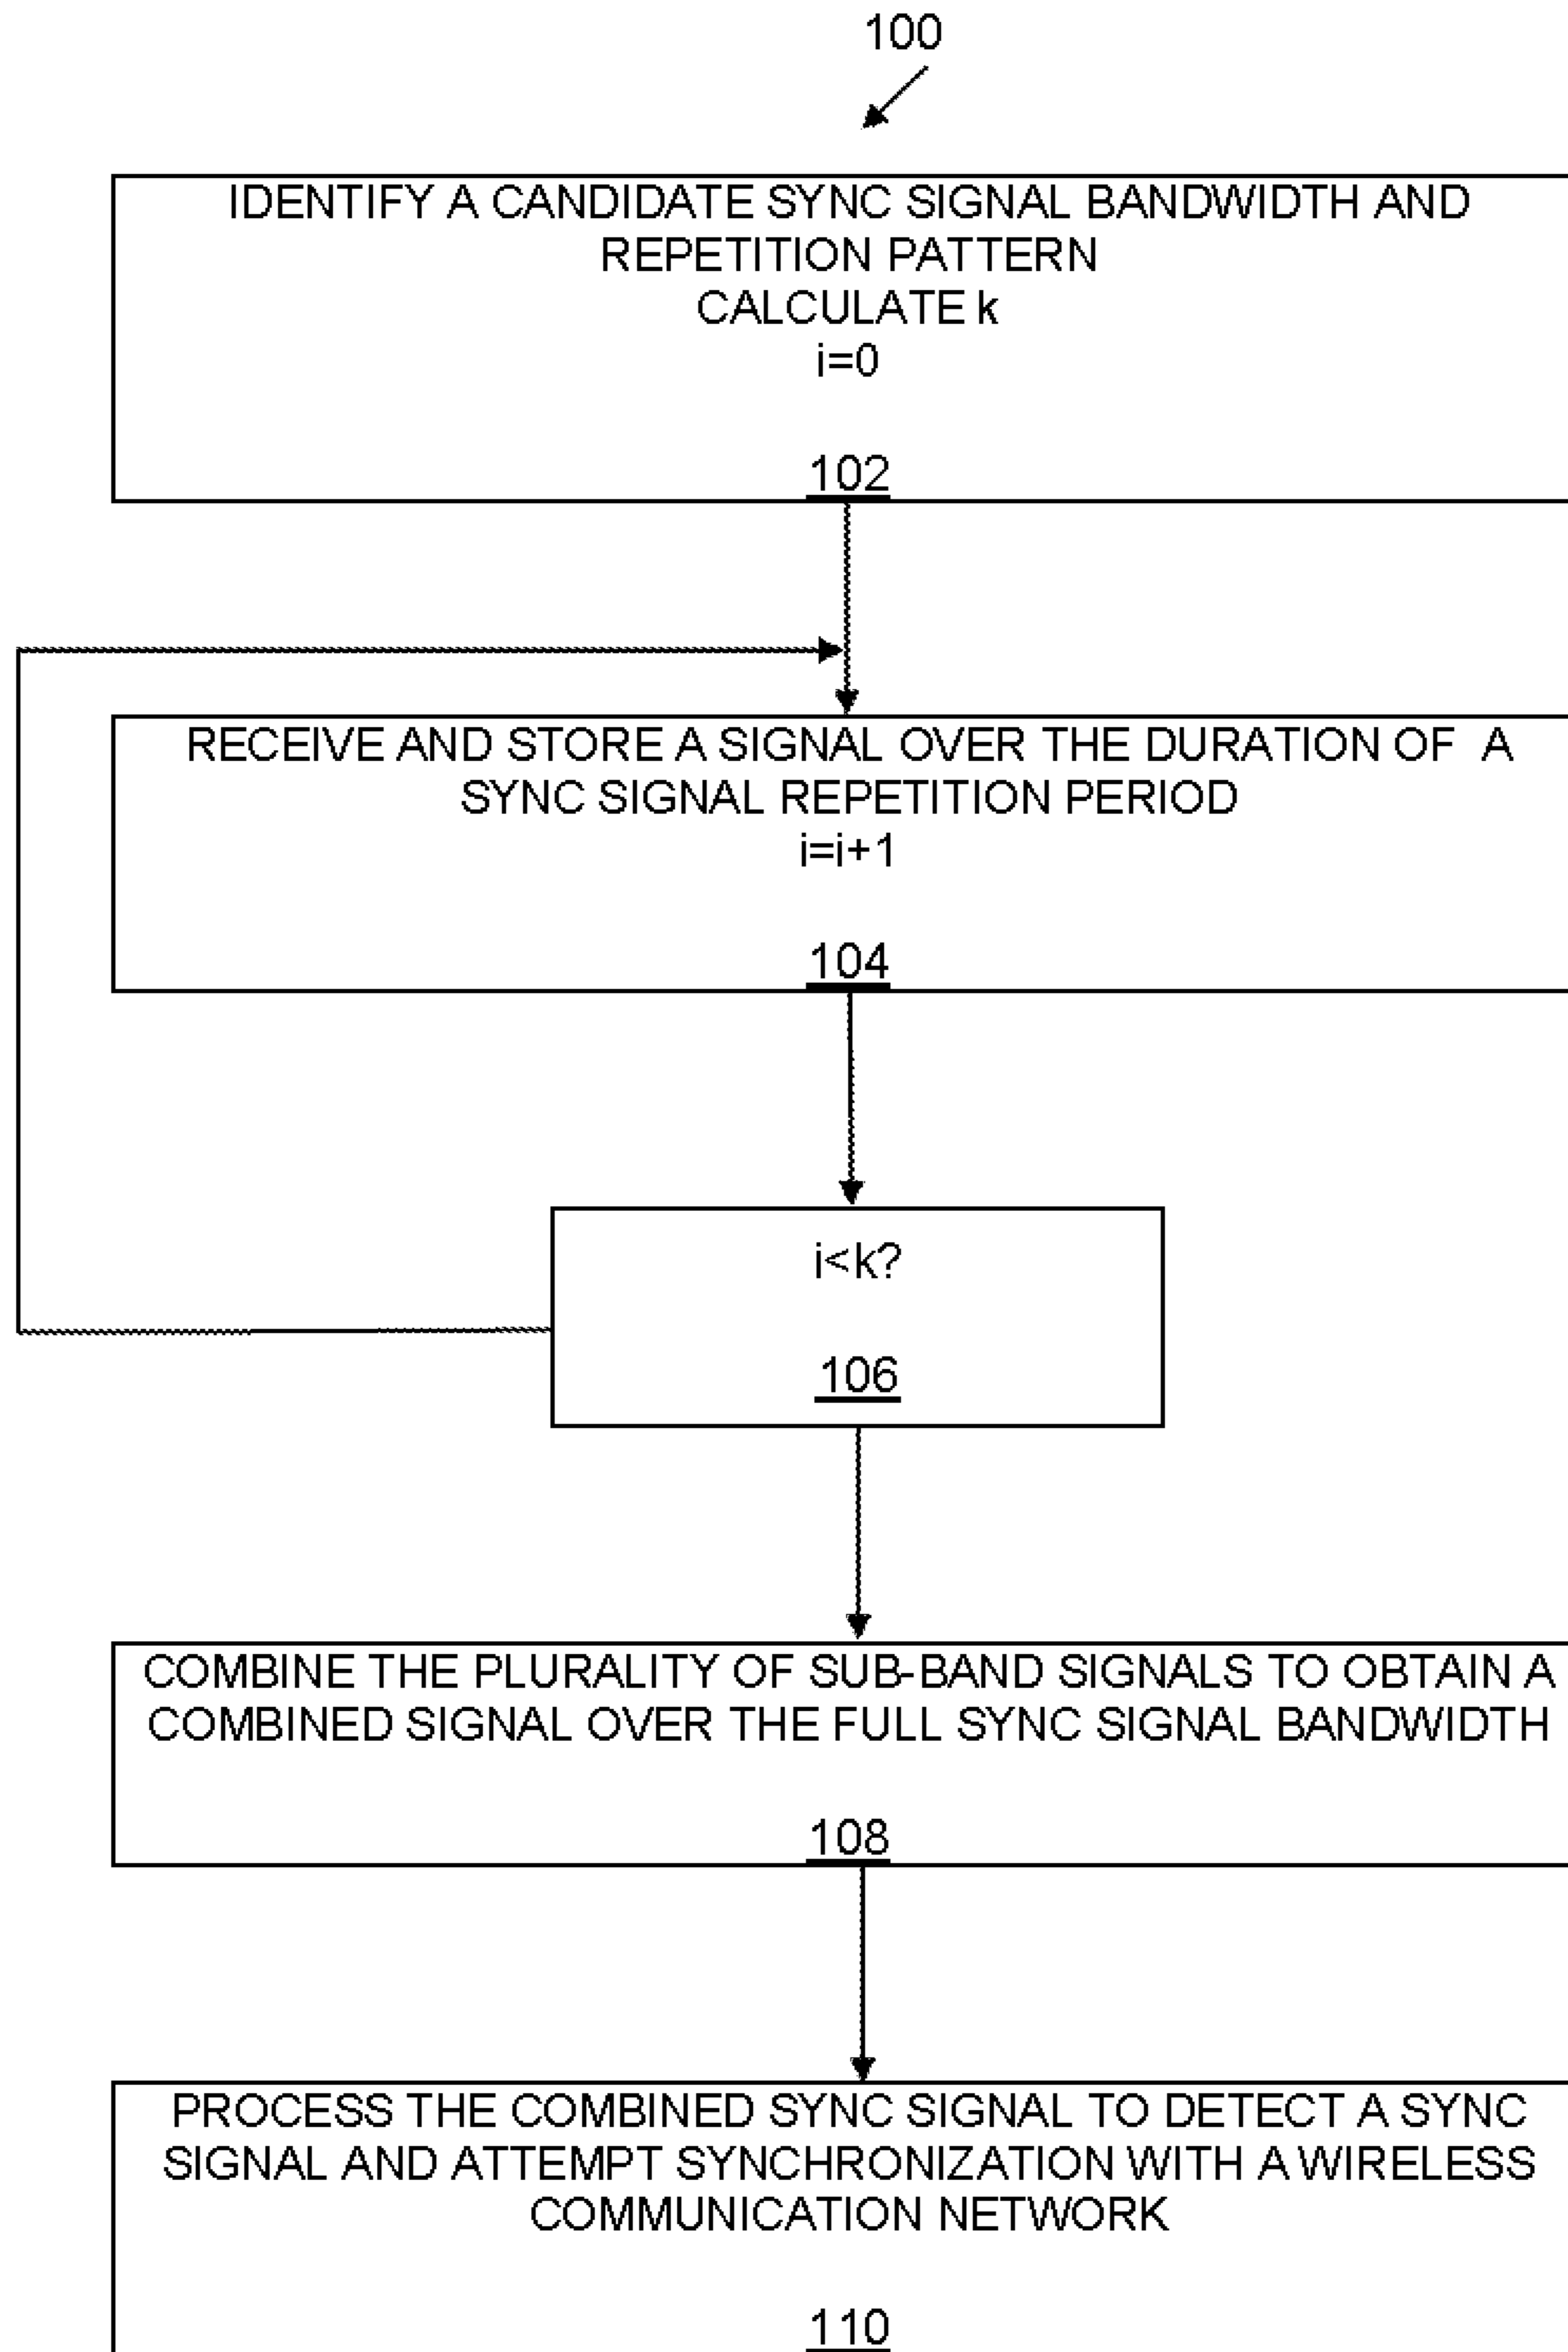 100
IDENTIFY A CANDIDATE SYNC SIGNAL BANDWIDTH AND
REPETITION PATTERN
CALCULATE k
i=0
102
RECEIVE AND STORE A SIGNAL OVER THE DURATION OF A
SYNC SIGNAL REPETITION PERIOD
i=i+1
104
i<k?
106
COMBINE THE PLURALITY OF SUB-BAND SIGNALS TO OBTAIN A
COMBINED SIGNAL OVER THE FULL SYNC SIGNAL BANDWIDTH
108
PROCESS THE COMBINED SYNC SIGNAL TO DETECT A SYNC
SIGNAL AND ATTEMPT SYNCHRONIZATION WITH A WIRELESS
COMMUNICATION NETWORK
110